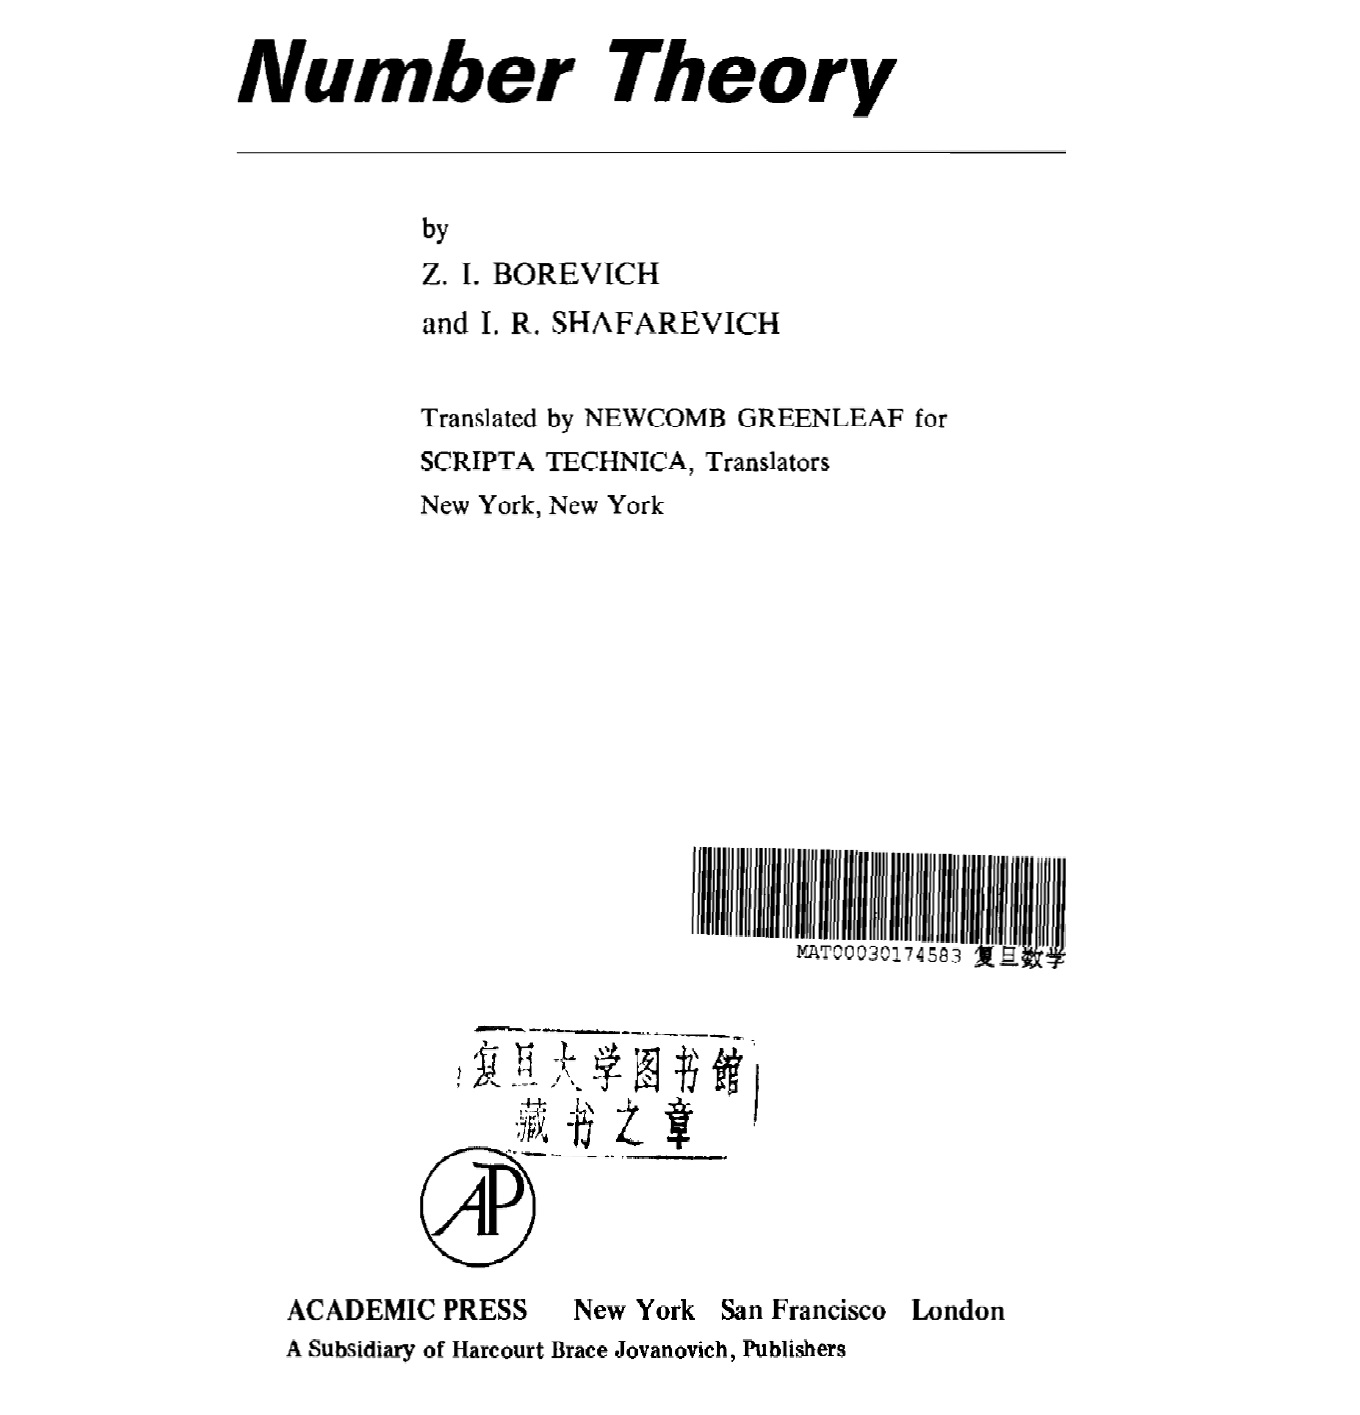 Number Theory
by
Z. I. BOREVICH
and I. R. SHAFAREVICH
Translated by NEWCOMB GREENLEAF for
SCRIPTA TECHNICA, Translators
New York, New York
MAT00030174583 复旦数学
复旦大学图书馆
藏书之章
AP
ACADEMIC PRESS New York San Francisco London
A Subsidiary of Harcourt Brace Jovanovich, Publishers